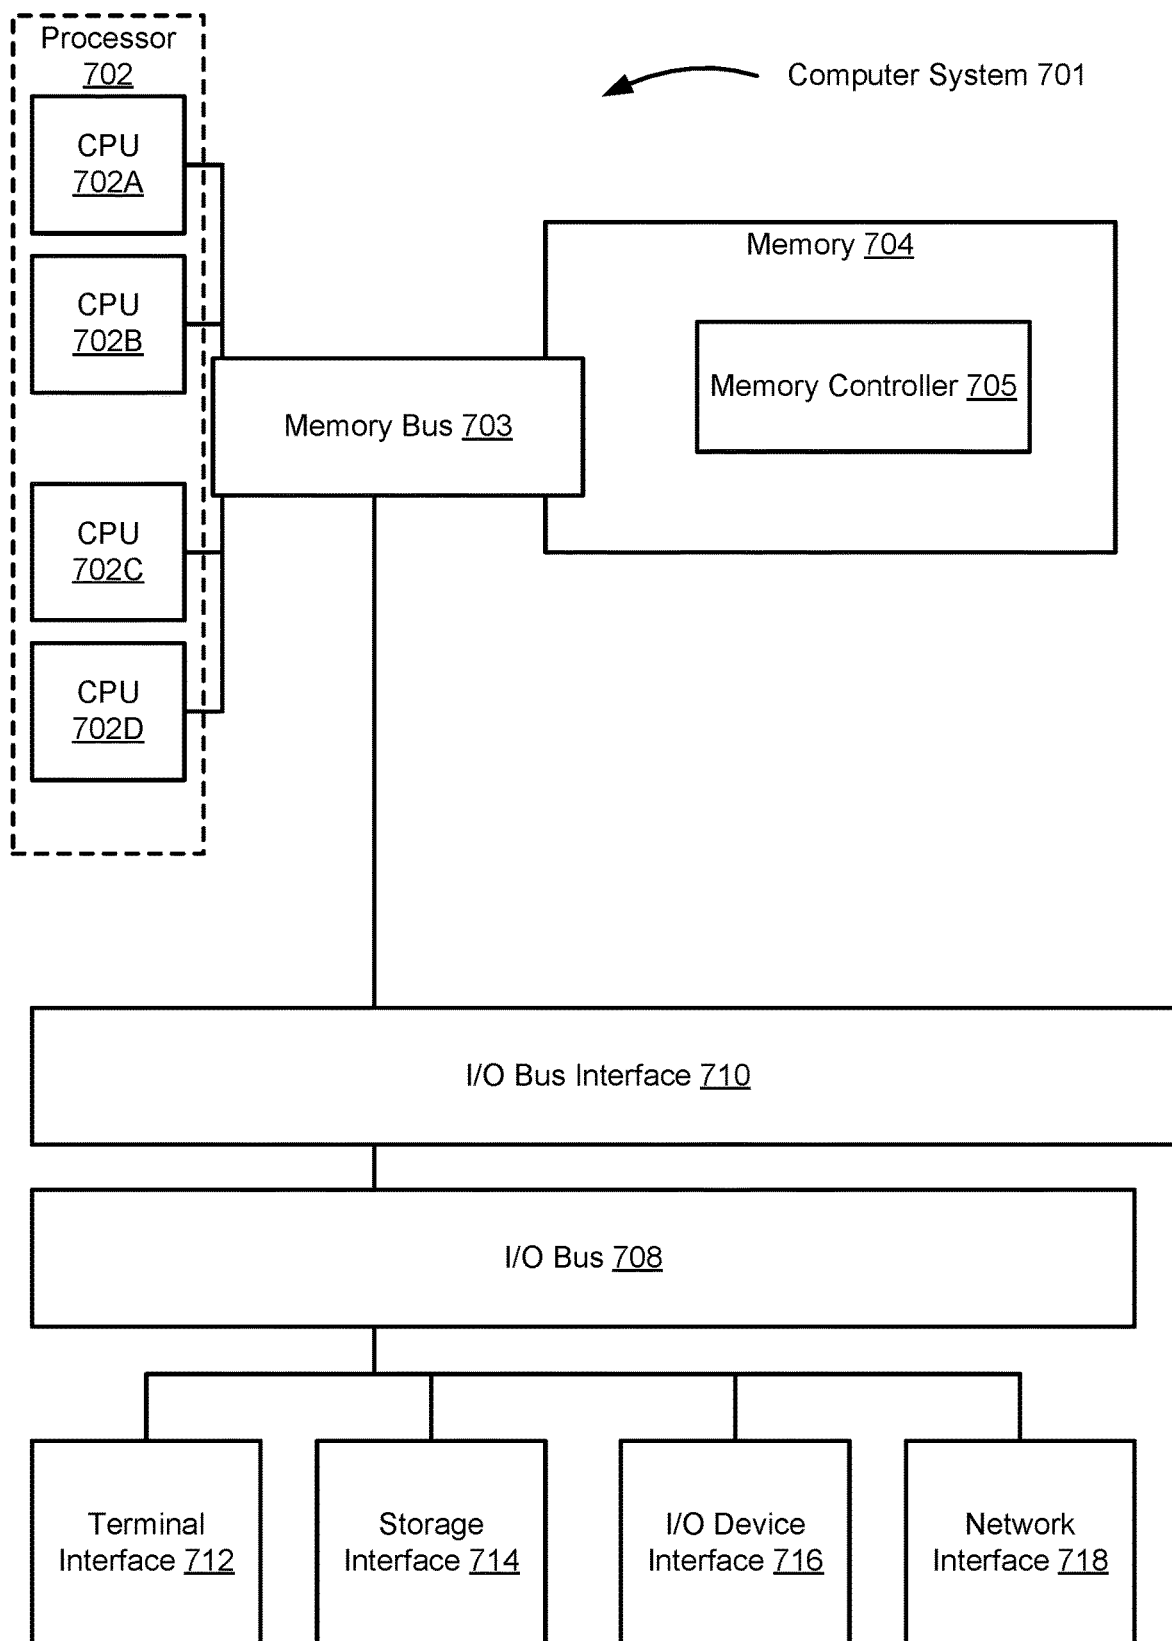 Processor
702
Computer System 701
CPU
702A
CPU
702B
Memory 704
Memory Controller 705
Memory Bus 703
CPU
702C
CPU
702D
I/O Bus Interface 710
I/O Bus 708
Terminal
Interface 712
Storage
Interface 714
I/O Device
Interface 716
Network
Interface 718